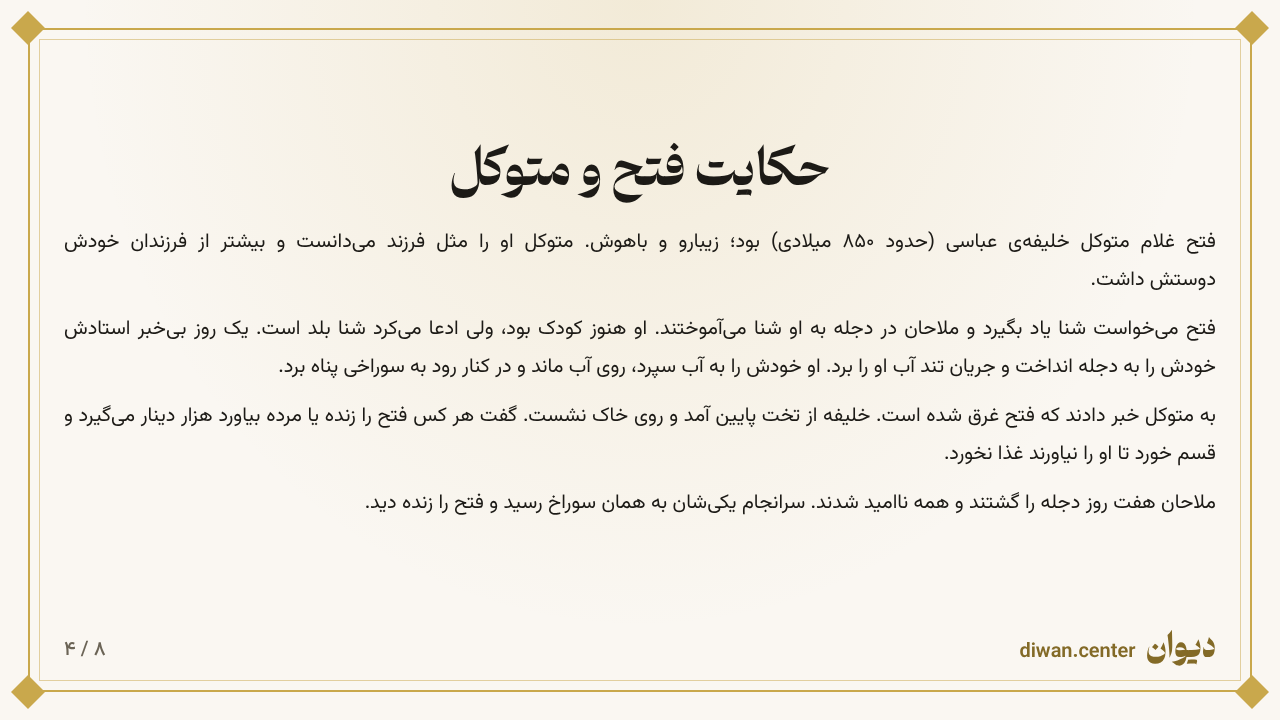 حکایت فتح و متوکل
فتح غلام متوکل خلیفه‌ی عباسی (حدود ۸۵۰ میلادی) بود؛ زیبارو و باهوش. متوکل او را مثل فرزند می‌دانست و بیشتر از فرزندان خودش
دوستش داشت.
فتح می‌خواست شنا یاد بگیرد و ملاحان در دجله به او شنا می‌آموختند. او هنوز کودک بود، ولی ادعا می‌کرد شنا بلد است. یک روز بی‌خبر استادش
خودش را به دجله انداخت و جریان تند آب او را برد. او خودش را به آب سپرد، روی آب ماند و در کنار رود به سوراخی پناه برد.
به متوکل خبر دادند که فتح غرق شده است. خلیفه از تخت پایین آمد و روی خاک نشست. گفت هر کس فتح را زنده یا مرده بیاورد هزار دینار می‌گیرد و
قسم خورد تا او را نیاورند غذا نخورد.
ملاحان هفت روز دجله را گشتند و همه ناامید شدند. سرانجام یکی‌شان به همان سوراخ رسید و فتح را زنده دید.
دیوان diwan.center
۴ / ۸